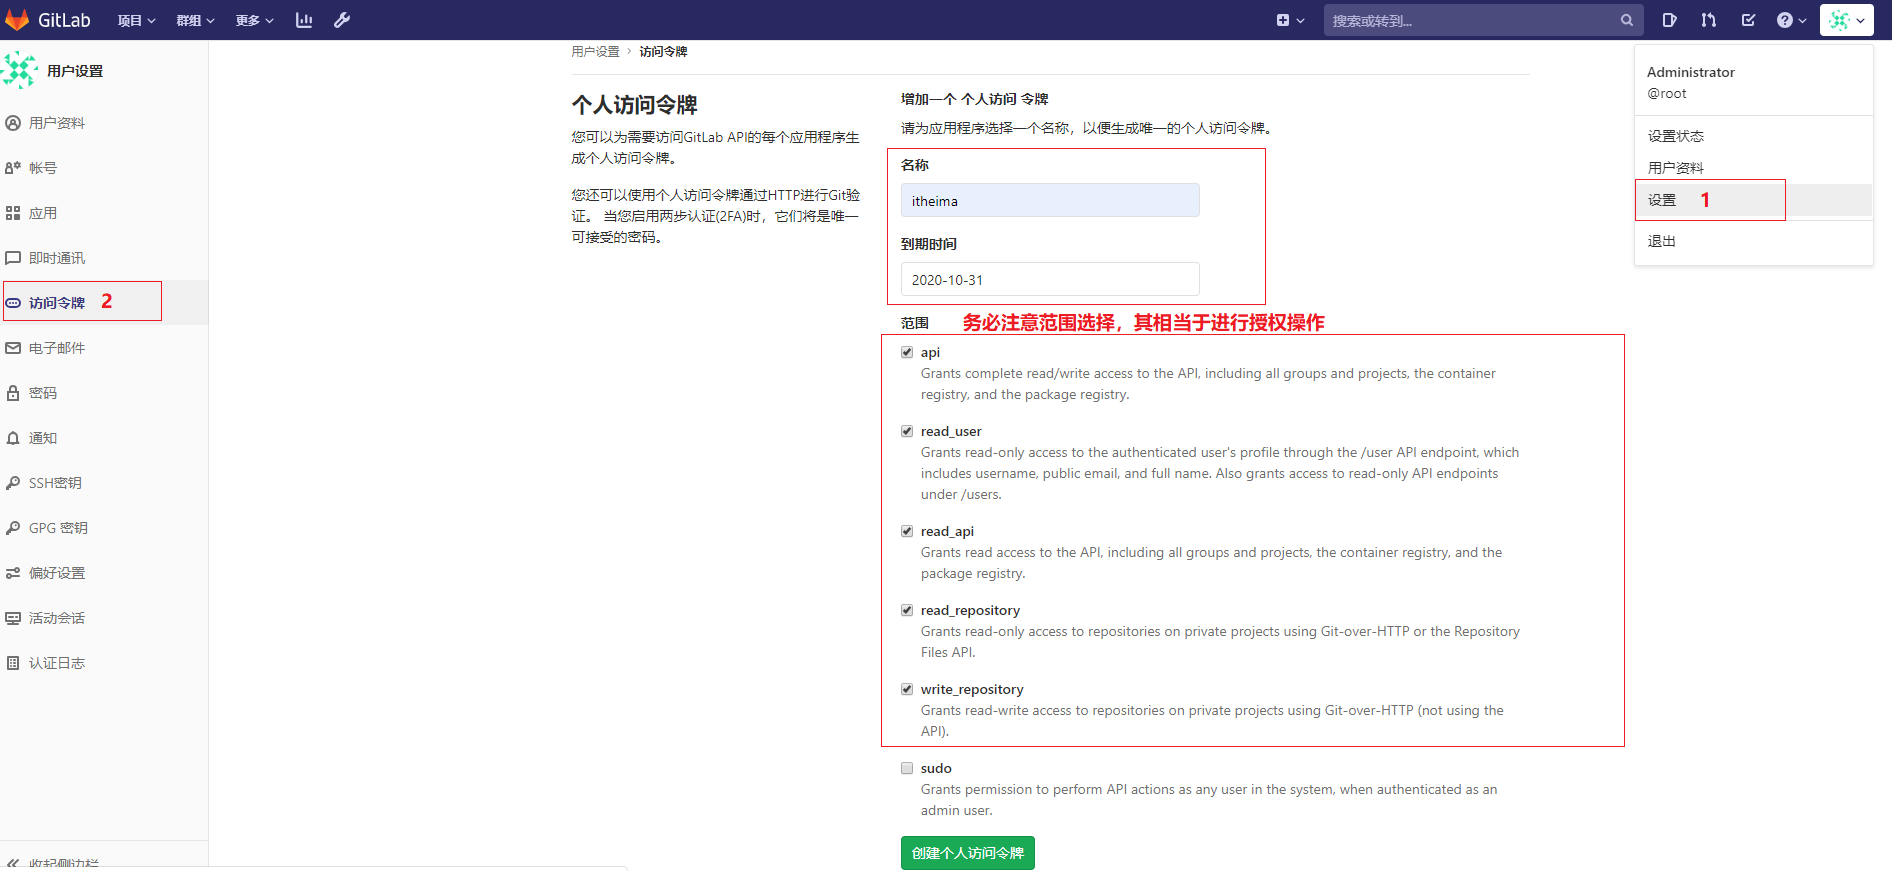 GitLab 项目 群组 更多 搜索或转到...
用户设置
用户资料
帐号
应用
即时通讯
访问令牌 2
电子邮件
密码
通知
SSH密钥
GPG 密钥
偏好设置
活动会话
认证日志
收起侧边栏
用户设置 › 访问令牌
个人访问令牌
您可以为需要访问GitLab API的每个应用程序生
成个人访问令牌。
您还可以使用个人访问令牌通过HTTP进行Git验
证。 当您启用两步认证(2FA)时，它们将是唯一
可接受的密码。
增加一个 个人访问 令牌
请为应用程序选择一个名称，以便生成唯一的个人访问令牌。
名称
itheima
到期时间
2020-10-31
范围 务必注意范围选择，其相当于进行授权操作
api
Grants complete read/write access to the API, including all groups and projects, the container
registry, and the package registry.
read_user
Grants read-only access to the authenticated user's profile through the /user API endpoint, which
includes username, public email, and full name. Also grants access to read-only API endpoints
under /users.
read_api
Grants read access to the API, including all groups and projects, the container registry, and the
package registry.
read_repository
Grants read-only access to repositories on private projects using Git-over-HTTP or the Repository
Files API.
write_repository
Grants read-write access to repositories on private projects using Git-over-HTTP (not using the
API).
sudo
Grants permission to perform API actions as any user in the system, when authenticated as an
admin user.
创建个人访问令牌
Administrator
@root
设置状态
用户资料
设置 1
退出